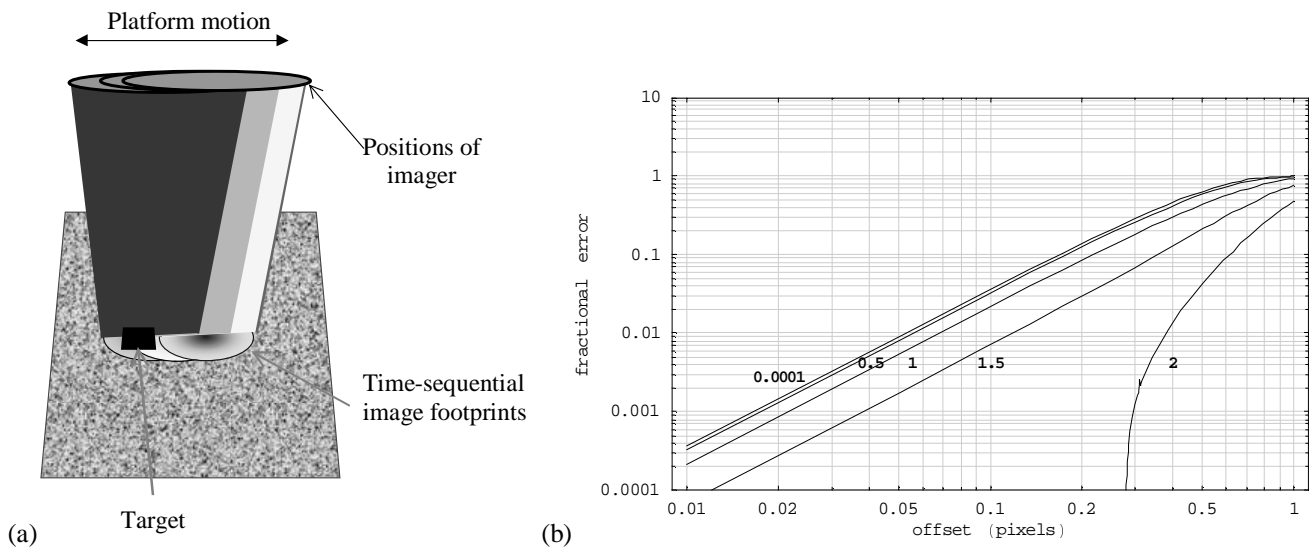 Platform motion
Positions of
imager
Time-sequential
image footprints
Target
(a)
(b)
10
1
0.1
0.01
0.001
0.0001
fractional error
0.0001
0.5
1
1.5
2
0.01
0.02
0.05
0.1
0.2
0.5
1
offset (pixels)